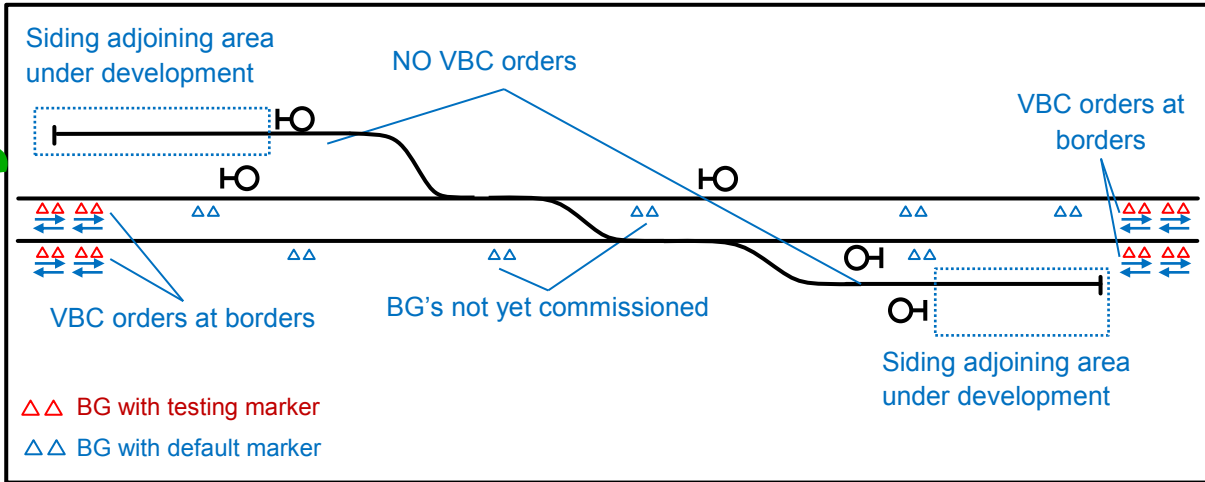 Siding adjoining area
under development
NO VBC orders
VBC orders at
borders
VBC orders at borders
BG's not yet commissioned
Siding adjoining area
under development
BG with testing marker
BG with default marker